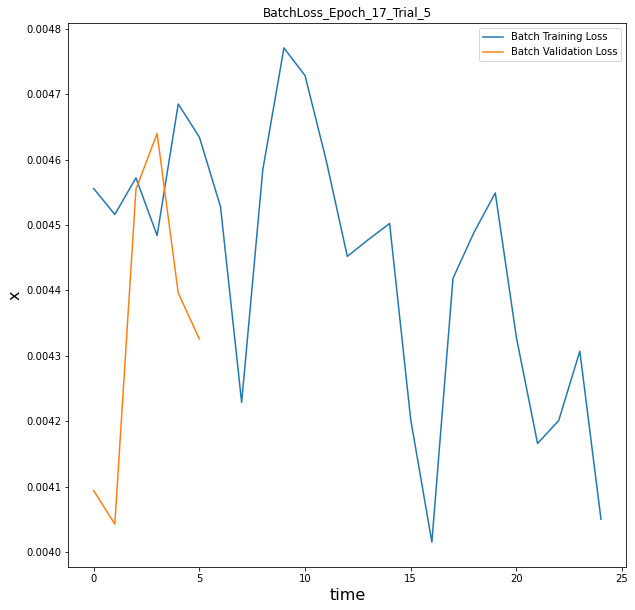 BatchLoss_Epoch_17_Trial_5
Batch Training Loss
Batch Validation Loss
0.0048
0.0047
0.0046
0.0045
0.0044
0.0043
0.0042
0.0041
0.0040
x
0 5 10 15 20 25
time